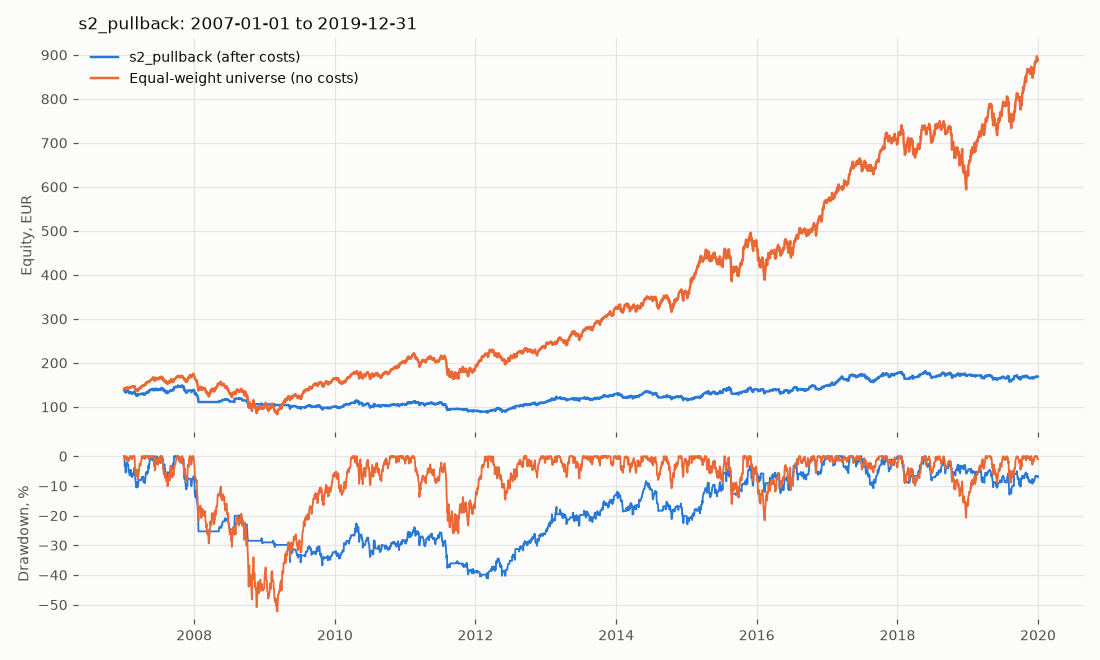 s2_pullback: 2007-01-01 to 2019-12-31
s2_pullback (after costs)
Equal-weight universe (no costs)
Equity, EUR
900
800
700
600
500
400
300
200
100
Drawdown, %
0
−10
−20
−30
−40
−50
2008 2010 2012 2014 2016 2018 2020